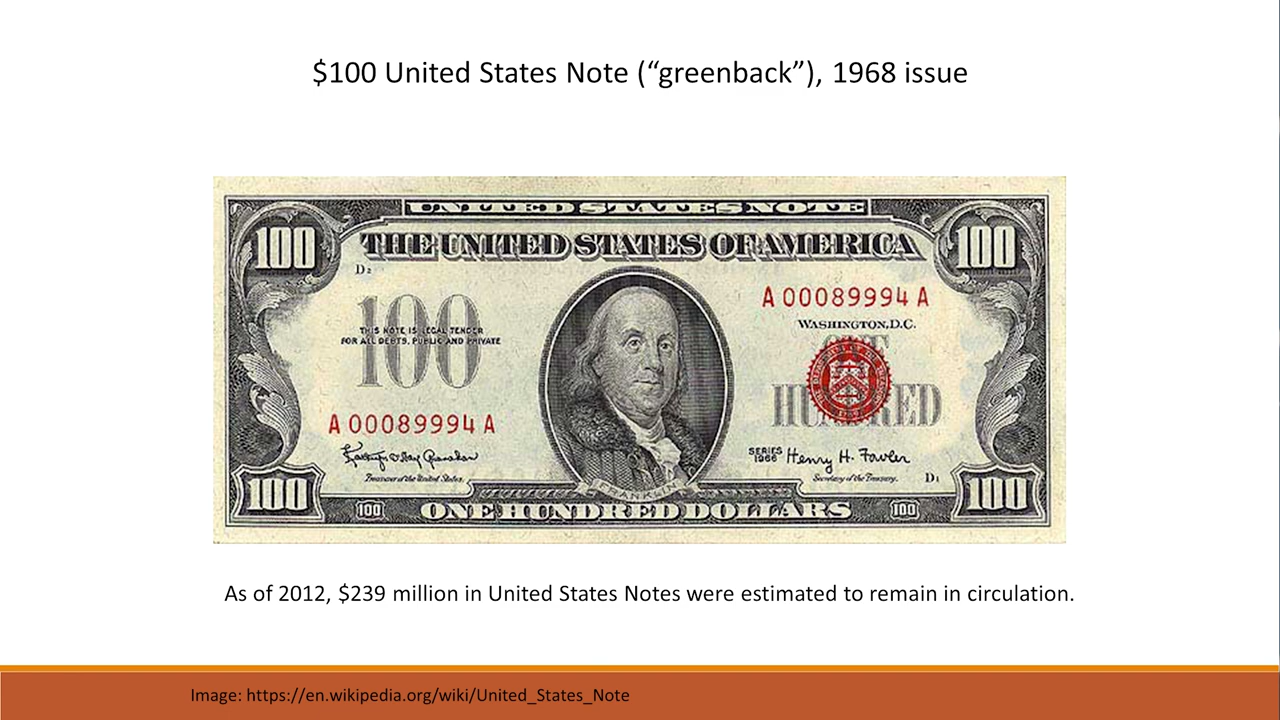 $100 United States Note (“greenback”), 1968 issue
UNITED STATES NOTE
THE UNITED STATES OF AMERICA
100
100
D2
100
THIS NOTE IS LEGAL TENDER
FOR ALL DEBTS, PUBLIC AND PRIVATE
A 00089994 A
WASHINGTON, D.C.
ONE
HUNDRED
A 00089994 A
Treasurer of the United States.
SERIES
1966
Henry H. Fowler
Secretary of the Treasury.
D1
FRANKLIN
100
100
ONE HUNDRED DOLLARS
100
100
As of 2012, $239 million in United States Notes were estimated to remain in circulation.
Image: https://en.wikipedia.org/wiki/United_States_Note